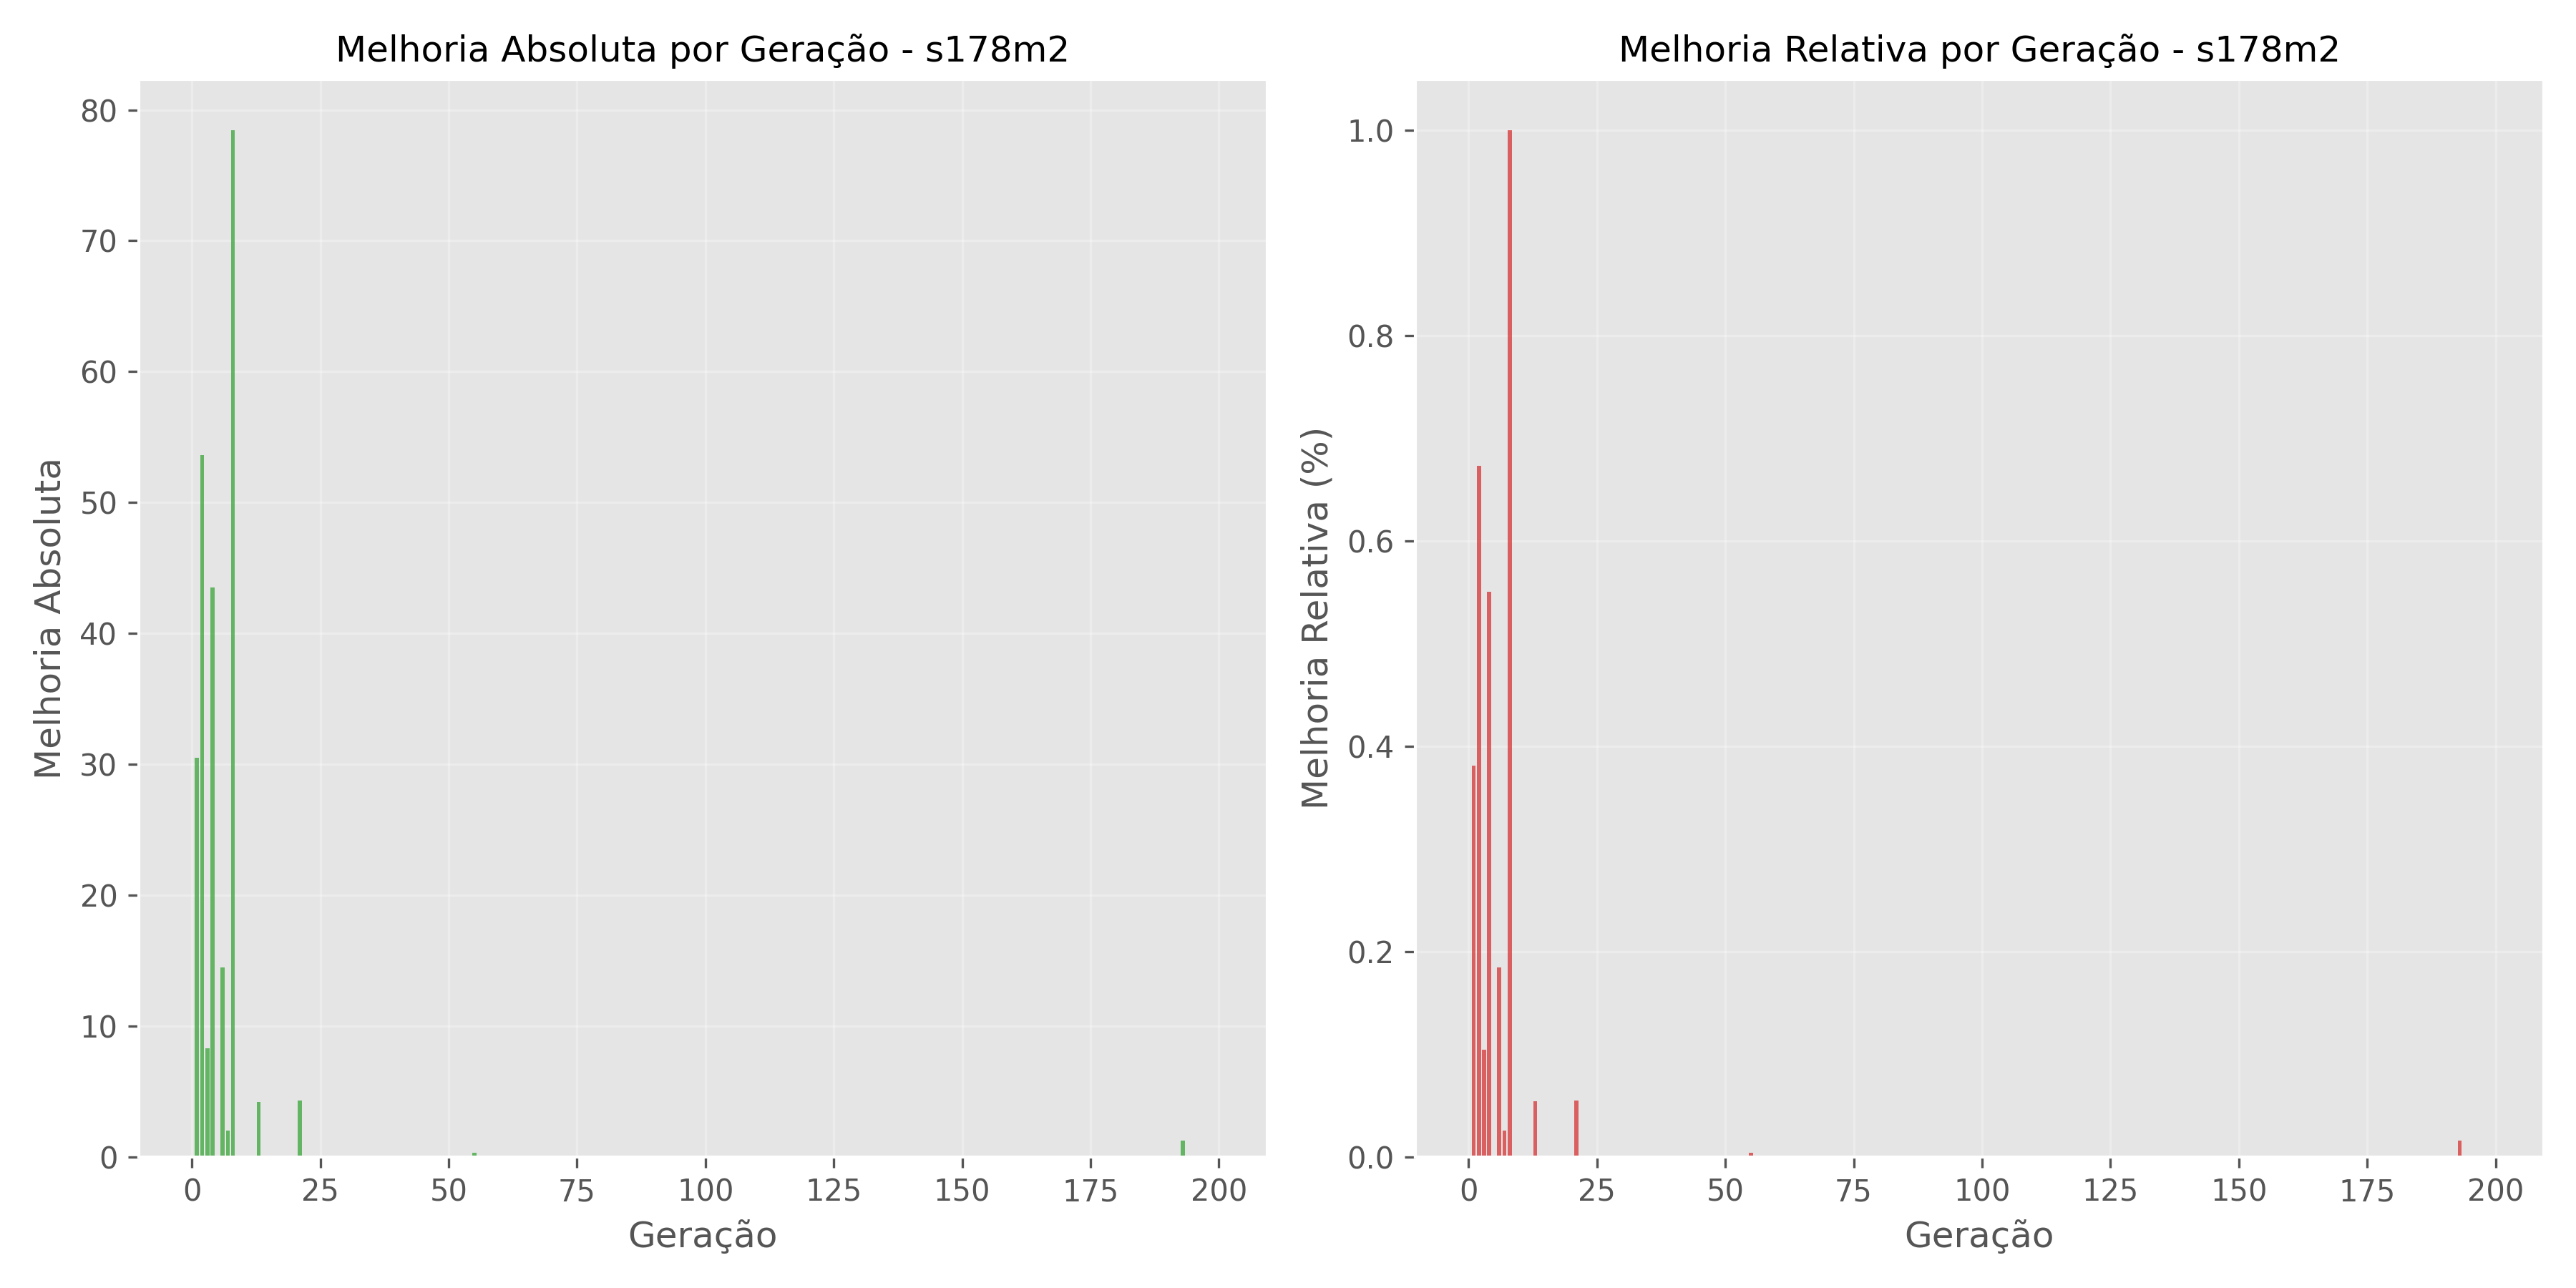 Melhoria Absoluta por Geração - s178m2
80
70
60
50
40
30
20
10
0
Melhoria Absoluta
0 25 50 75 100 125 150 175 200
Geração
Melhoria Relativa por Geração - s178m2
1.0
0.8
0.6
0.4
0.2
0.0
Melhoria Relativa (%)
0 25 50 75 100 125 150 175 200
Geração